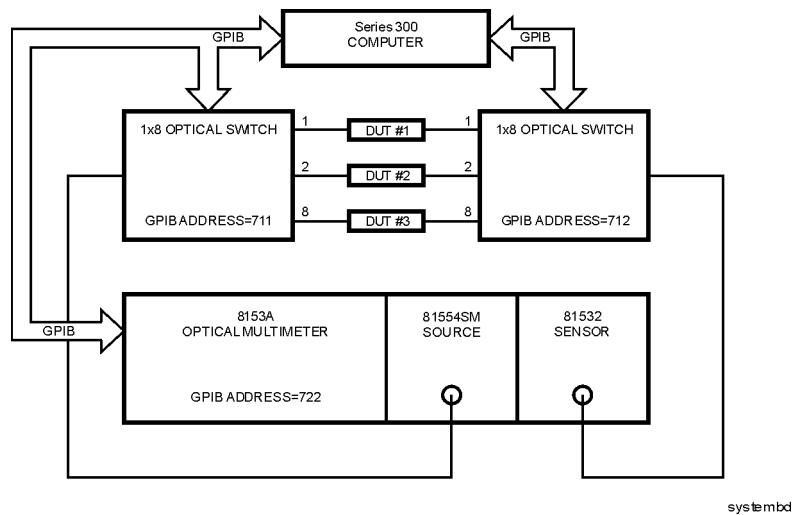 Series 300
COMPUTER
GPIB
GPIB
1x8 OPTICAL SWITCH
1 DUT #1 1
1x8 OPTICAL SWITCH
2 DUT #2 2
GPIB ADDRESS=711
8 DUT #3 8
GPIB ADDRESS=712
GPIB
8153A
OPTICAL MULTIMETER
81554SM
SOURCE
81532
SENSOR
GPIB ADDRESS=722
systembd